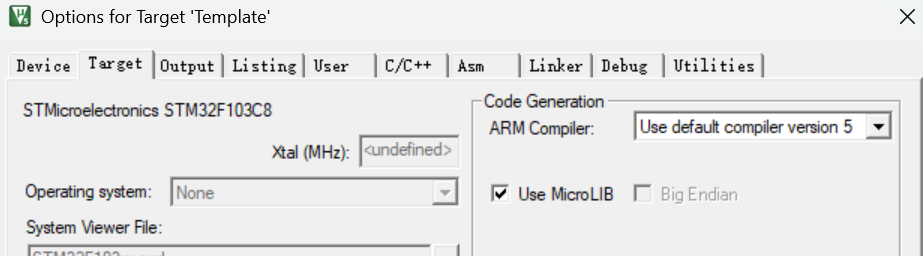 Options for Target 'Template'
Device Target Output Listing User C/C++ Asm Linker Debug Utilities
STMicroelectronics STM32F103C8
Xtal (MHz): <undefined>
Operating system: None
System Viewer File:
Code Generation
ARM Compiler: Use default compiler version 5
Use MicroLIB Big Endian